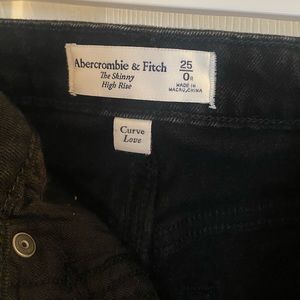 Abercrombie & Fitch
The Skinny
High Rise
25
0R
MADE IN
MACAU, CHINA
Curve
Love